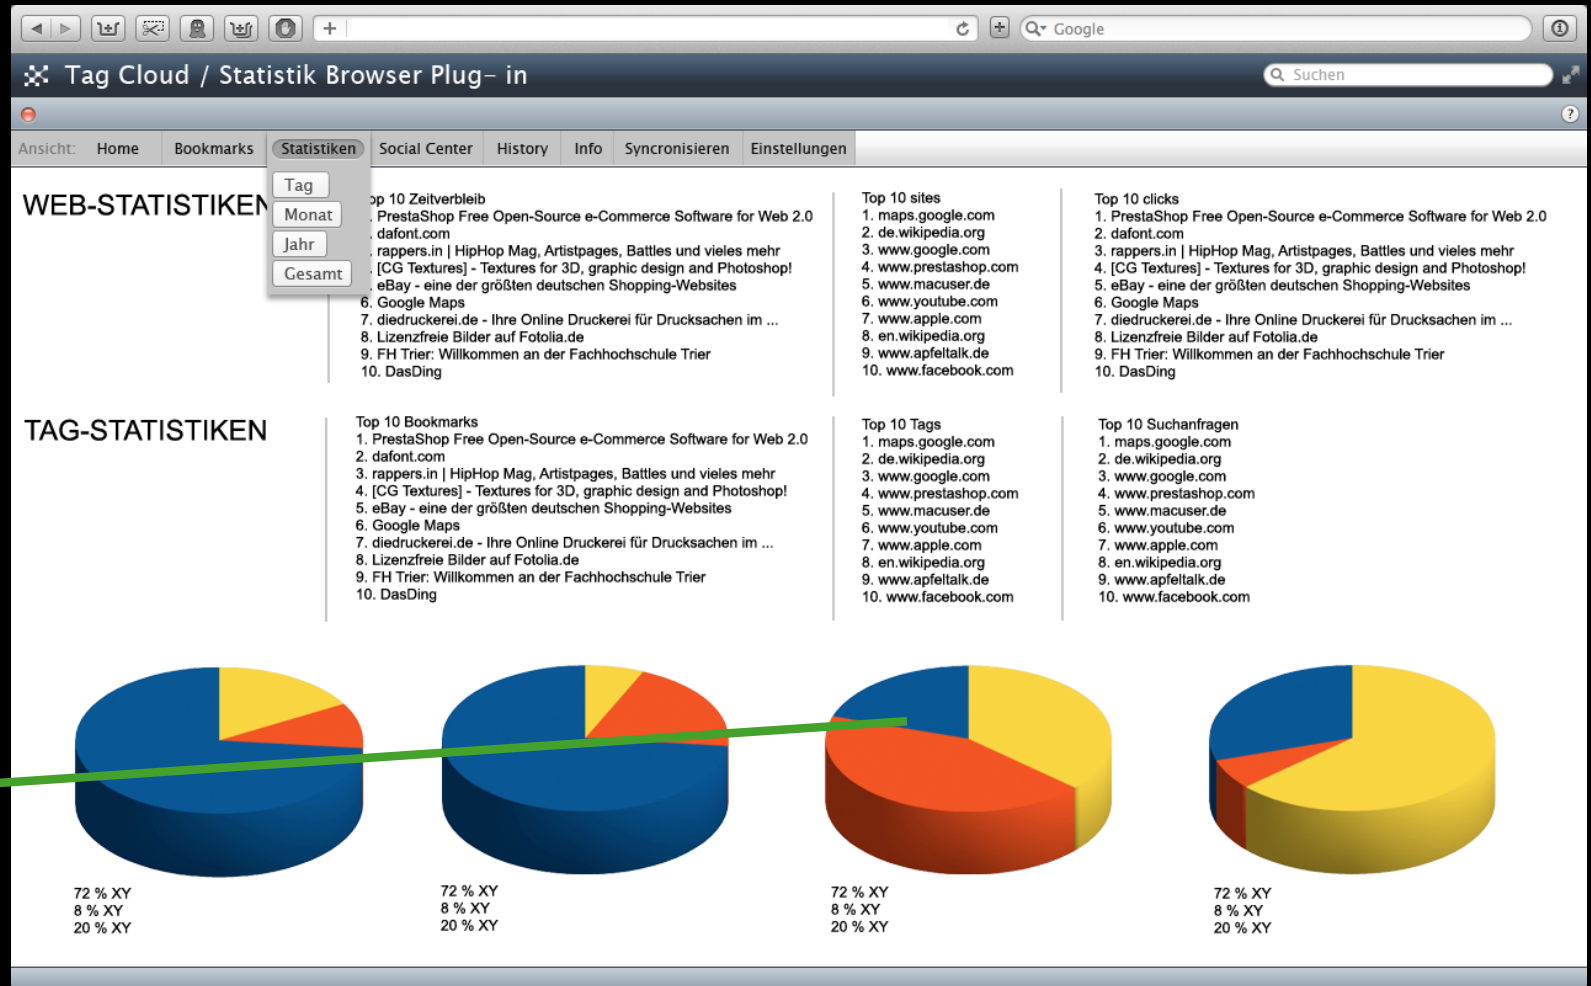 Google
Tag Cloud / Statistik Browser Plug- in
Suchen
?
Ansicht: Home Bookmarks Statistiken Social Center History Info Syncronisieren Einstellungen
Tag
Monat
Jahr
Gesamt
WEB-STATISTIKEN
Top 10 Zeitverbleib
PrestaShop Free Open-Source e-Commerce Software for Web 2.0
dafont.com
rappers.in | HipHop Mag, Artistpages, Battles und vieles mehr
[CG Textures] - Textures for 3D, graphic design and Photoshop!
eBay - eine der größten deutschen Shopping-Websites
6. Google Maps
7. diedruckerei.de - Ihre Online Druckerei für Drucksachen im ...
8. Lizenzfreie Bilder auf Fotolia.de
9. FH Trier: Willkommen an der Fachhochschule Trier
10. DasDing
Top 10 sites
1. maps.google.com
2. de.wikipedia.org
3. www.google.com
4. www.prestashop.com
5. www.macuser.de
6. www.youtube.com
7. www.apple.com
8. en.wikipedia.org
9. www.apfeltalk.de
10. www.facebook.com
Top 10 clicks
1. PrestaShop Free Open-Source e-Commerce Software for Web 2.0
2. dafont.com
3. rappers.in | HipHop Mag, Artistpages, Battles und vieles mehr
4. [CG Textures] - Textures for 3D, graphic design and Photoshop!
5. eBay - eine der größten deutschen Shopping-Websites
6. Google Maps
7. diedruckerei.de - Ihre Online Druckerei für Drucksachen im ...
8. Lizenzfreie Bilder auf Fotolia.de
9. FH Trier: Willkommen an der Fachhochschule Trier
10. DasDing
TAG-STATISTIKEN
Top 10 Bookmarks
1. PrestaShop Free Open-Source e-Commerce Software for Web 2.0
2. dafont.com
3. rappers.in | HipHop Mag, Artistpages, Battles und vieles mehr
4. [CG Textures] - Textures for 3D, graphic design and Photoshop!
5. eBay - eine der größten deutschen Shopping-Websites
6. Google Maps
7. diedruckerei.de - Ihre Online Druckerei für Drucksachen im ...
8. Lizenzfreie Bilder auf Fotolia.de
9. FH Trier: Willkommen an der Fachhochschule Trier
10. DasDing
Top 10 Tags
1. maps.google.com
2. de.wikipedia.org
3. www.google.com
4. www.prestashop.com
5. www.macuser.de
6. www.youtube.com
7. www.apple.com
8. en.wikipedia.org
9. www.apfeltalk.de
10. www.facebook.com
Top 10 Suchanfragen
1. maps.google.com
2. de.wikipedia.org
3. www.google.com
4. www.prestashop.com
5. www.macuser.de
6. www.youtube.com
7. www.apple.com
8. en.wikipedia.org
9. www.apfeltalk.de
10. www.facebook.com
72 % XY
8 % XY
20 % XY
72 % XY
8 % XY
20 % XY
72 % XY
8 % XY
20 % XY
72 % XY
8 % XY
20 % XY